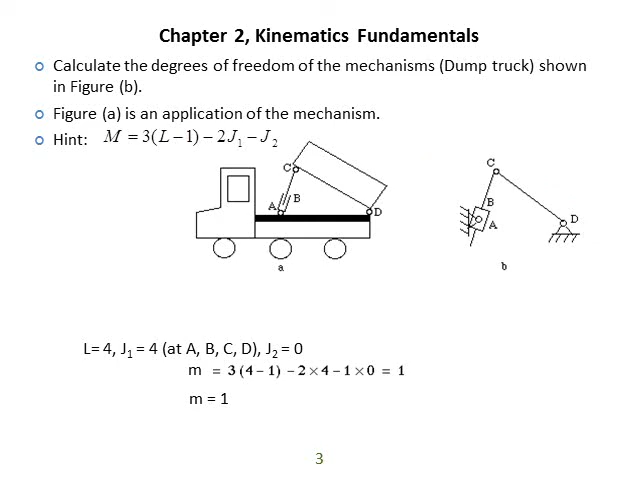 Chapter 2, Kinematics Fundamentals
Calculate the degrees of freedom of the mechanisms (Dump truck) shown
in Figure (b).
Figure (a) is an application of the mechanism.
Hint: M = 3(L−1)−2J₁−J₂
C
A B
D
a
C
B
A
D
b
L= 4, J₁ = 4 (at A, B, C, D), J₂ = 0
m = 3(4−1) −2×4−1×0 = 1
m = 1
3